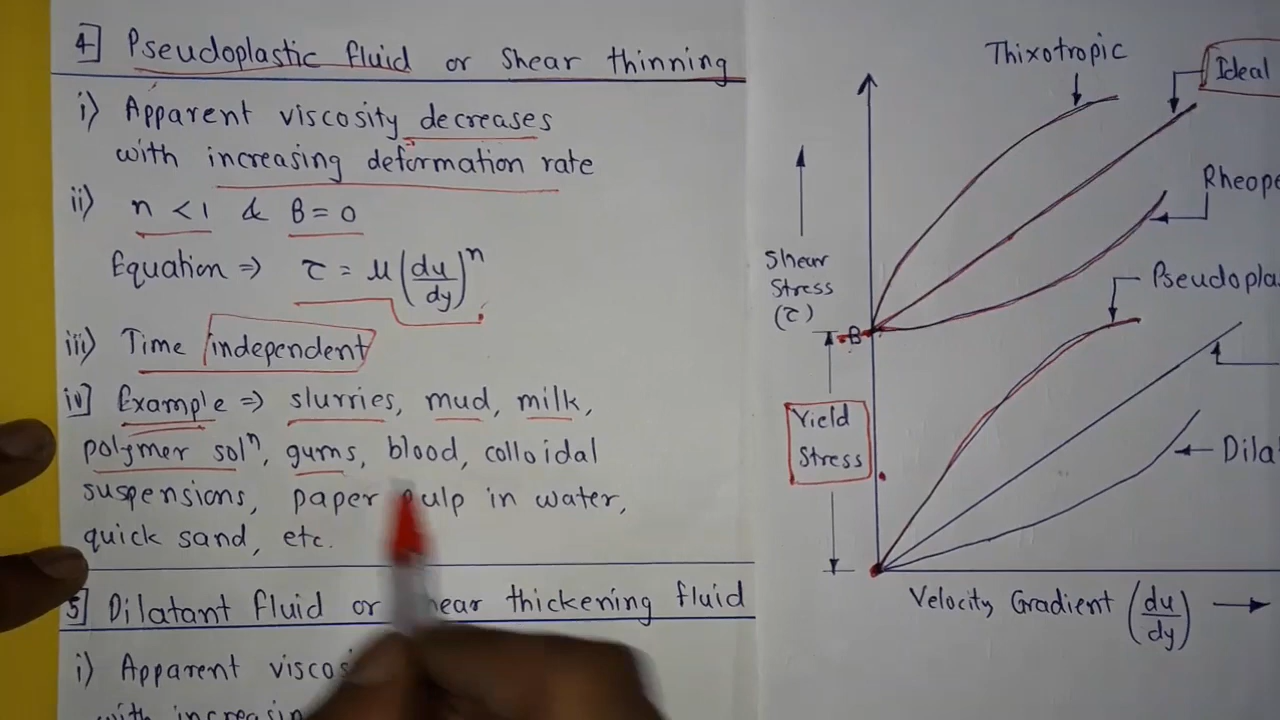 4] Pseudoplastic fluid or Shear thinning
i) Apparent viscosity decreases
with increasing deformation rate
ii) n < 1 & B = 0
Equation ⇒ τ = μ (du/dy)^n
iii) Time independent
iv] Example ⇒ slurries, mud, milk,
polymer solⁿ, gums, blood, colloidal
suspensions, paper pulp in water,
quick sand, etc.
5] Dilatant fluid or shear thickening fluid
i) Apparent
with
Thixotropic
Ideal
Rheope
Shear
Stress
(τ)
Pseudopla
B
Yield
Stress
Dila
Velocity Gradient (du/dy)